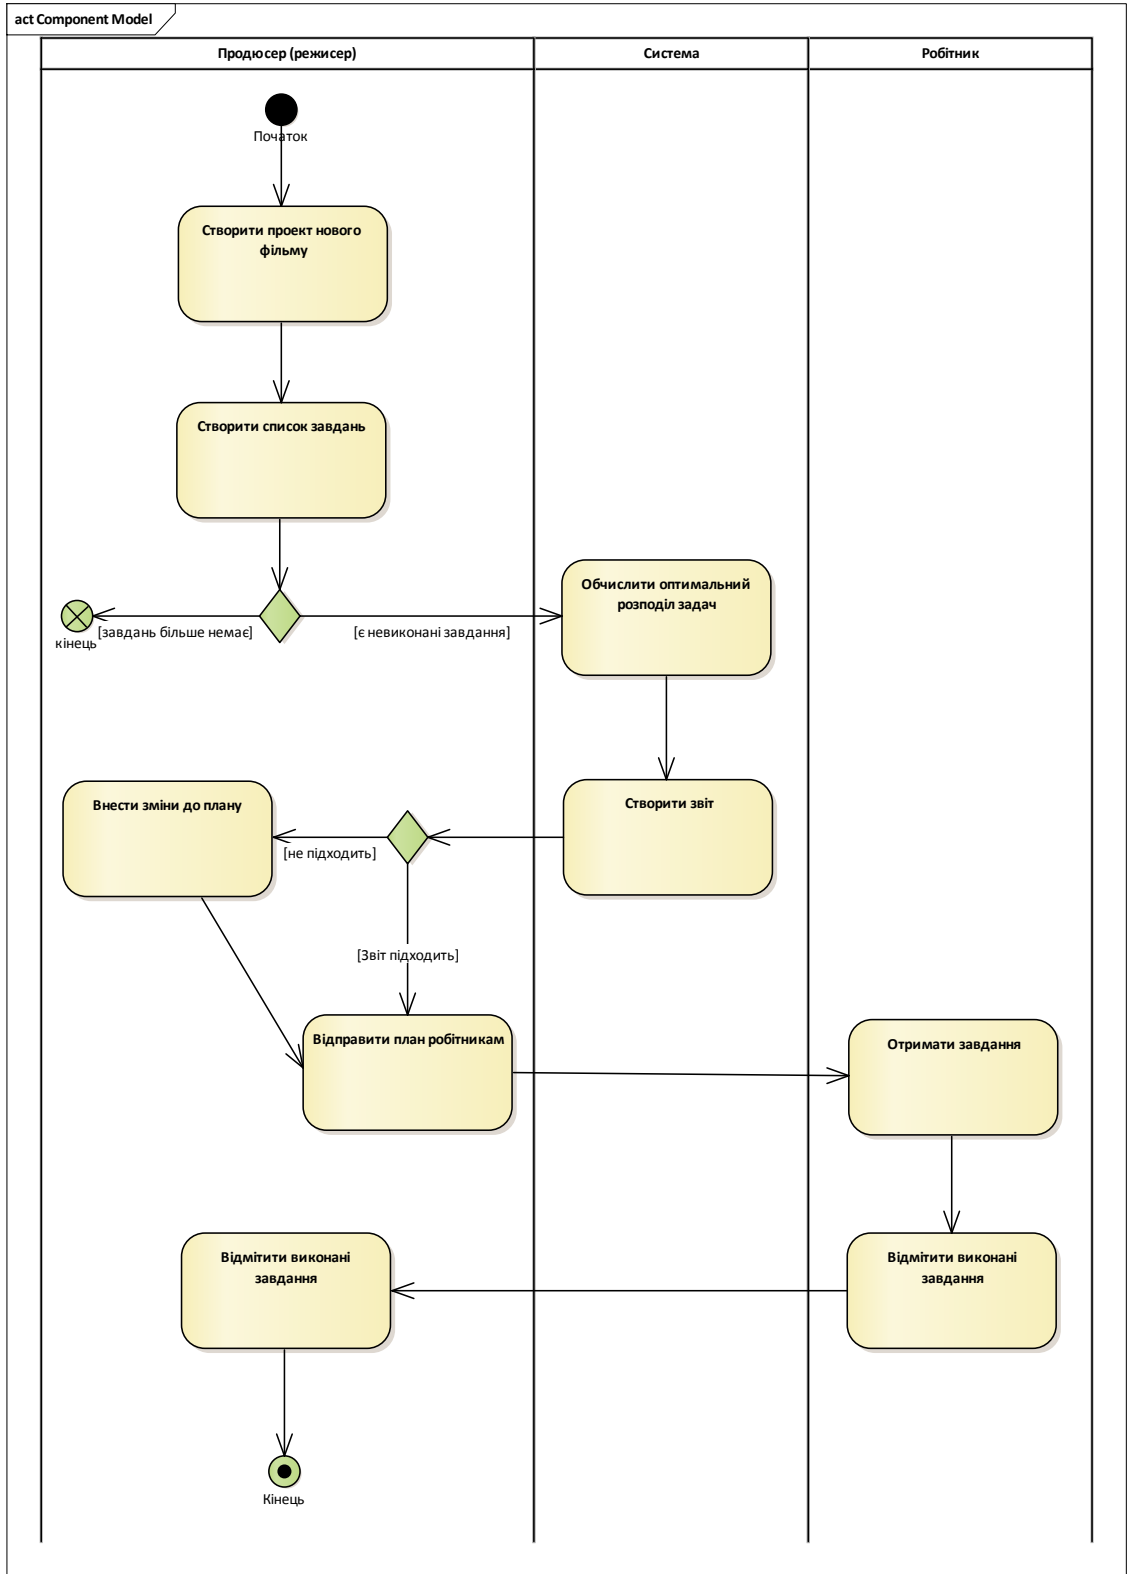 act Component Model
Продюсер (режисер)
Система
Робітник
Початок
Створити проект нового
фільму
Створити список завдань
Обчислити оптимальний
розподіл задач
[завдань більше немає]
[є невиконані завдання]
кінець
Внести зміни до плану
Створити звіт
[не підходить]
[Звіт підходить]
Відправити план робітникам
Отримати завдання
Відмітити виконані
завдання
Відмітити виконані
завдання
Кінець